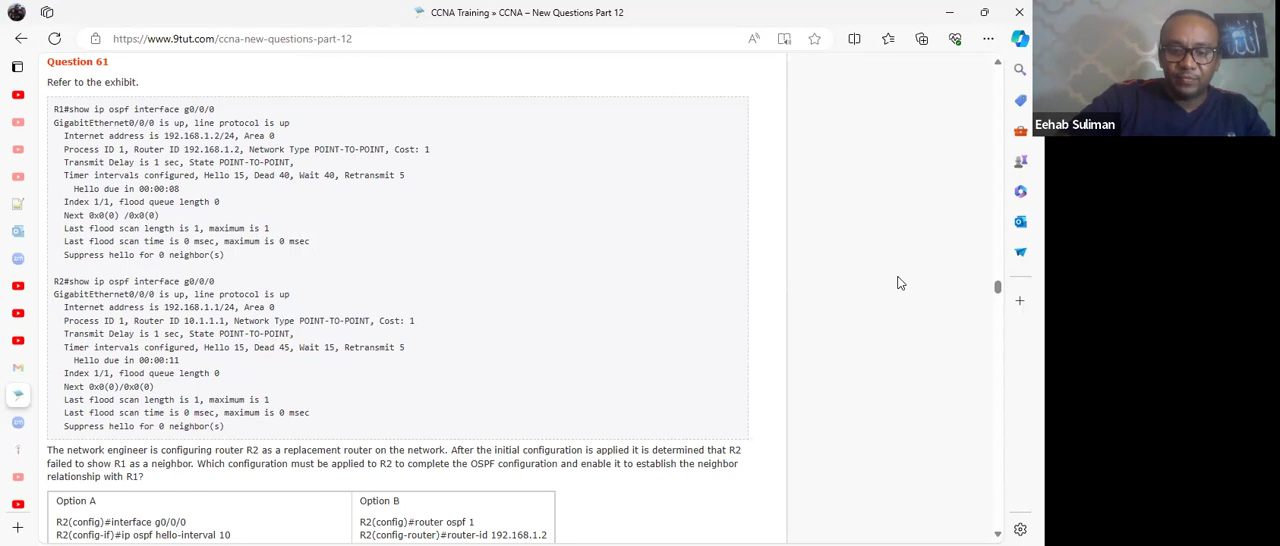 CCNA Training » CCNA – New Questions Part 12
https://www.9tut.com/ccna-new-questions-part-12
Question 61
Refer to the exhibit.
R1#show ip ospf interface g0/0/0
GigabitEthernet0/0/0 is up, line protocol is up
Internet address is 192.168.1.2/24, Area 0
Process ID 1, Router ID 192.168.1.2, Network Type POINT-TO-POINT, Cost: 1
Transmit Delay is 1 sec, State POINT-TO-POINT,
Timer intervals configured, Hello 15, Dead 40, Wait 40, Retransmit 5
Hello due in 00:00:08
Index 1/1, flood queue length 0
Next 0x0(0) /0x0(0)
Last flood scan length is 1, maximum is 1
Last flood scan time is 0 msec, maximum is 0 msec
Suppress hello for 0 neighbor(s)
R2#show ip ospf interface g0/0/0
GigabitEthernet0/0/0 is up, line protocol is up
Internet address is 192.168.1.1/24, Area 0
Process ID 1, Router ID 10.1.1.1, Network Type POINT-TO-POINT, Cost: 1
Transmit Delay is 1 sec, State POINT-TO-POINT,
Timer intervals configured, Hello 15, Dead 45, Wait 15, Retransmit 5
Hello due in 00:00:11
Index 1/1, flood queue length 0
Next 0x0(0)/0x0(0)
Last flood scan length is 1, maximum is 1
Last flood scan time is 0 msec, maximum is 0 msec
Suppress hello for 0 neighbor(s)
The network engineer is configuring router R2 as a replacement router on the network. After the initial configuration is applied it is determined that R2
failed to show R1 as a neighbor. Which configuration must be applied to R2 to complete the OSPF configuration and enable it to establish the neighbor
relationship with R1?
Option A
R2(config)#interface g0/0/0
R2(config-if)#ip ospf hello-interval 10
Option B
R2(config)#router ospf 1
R2(config-router)#router-id 192.168.1.2
Eehab Suliman